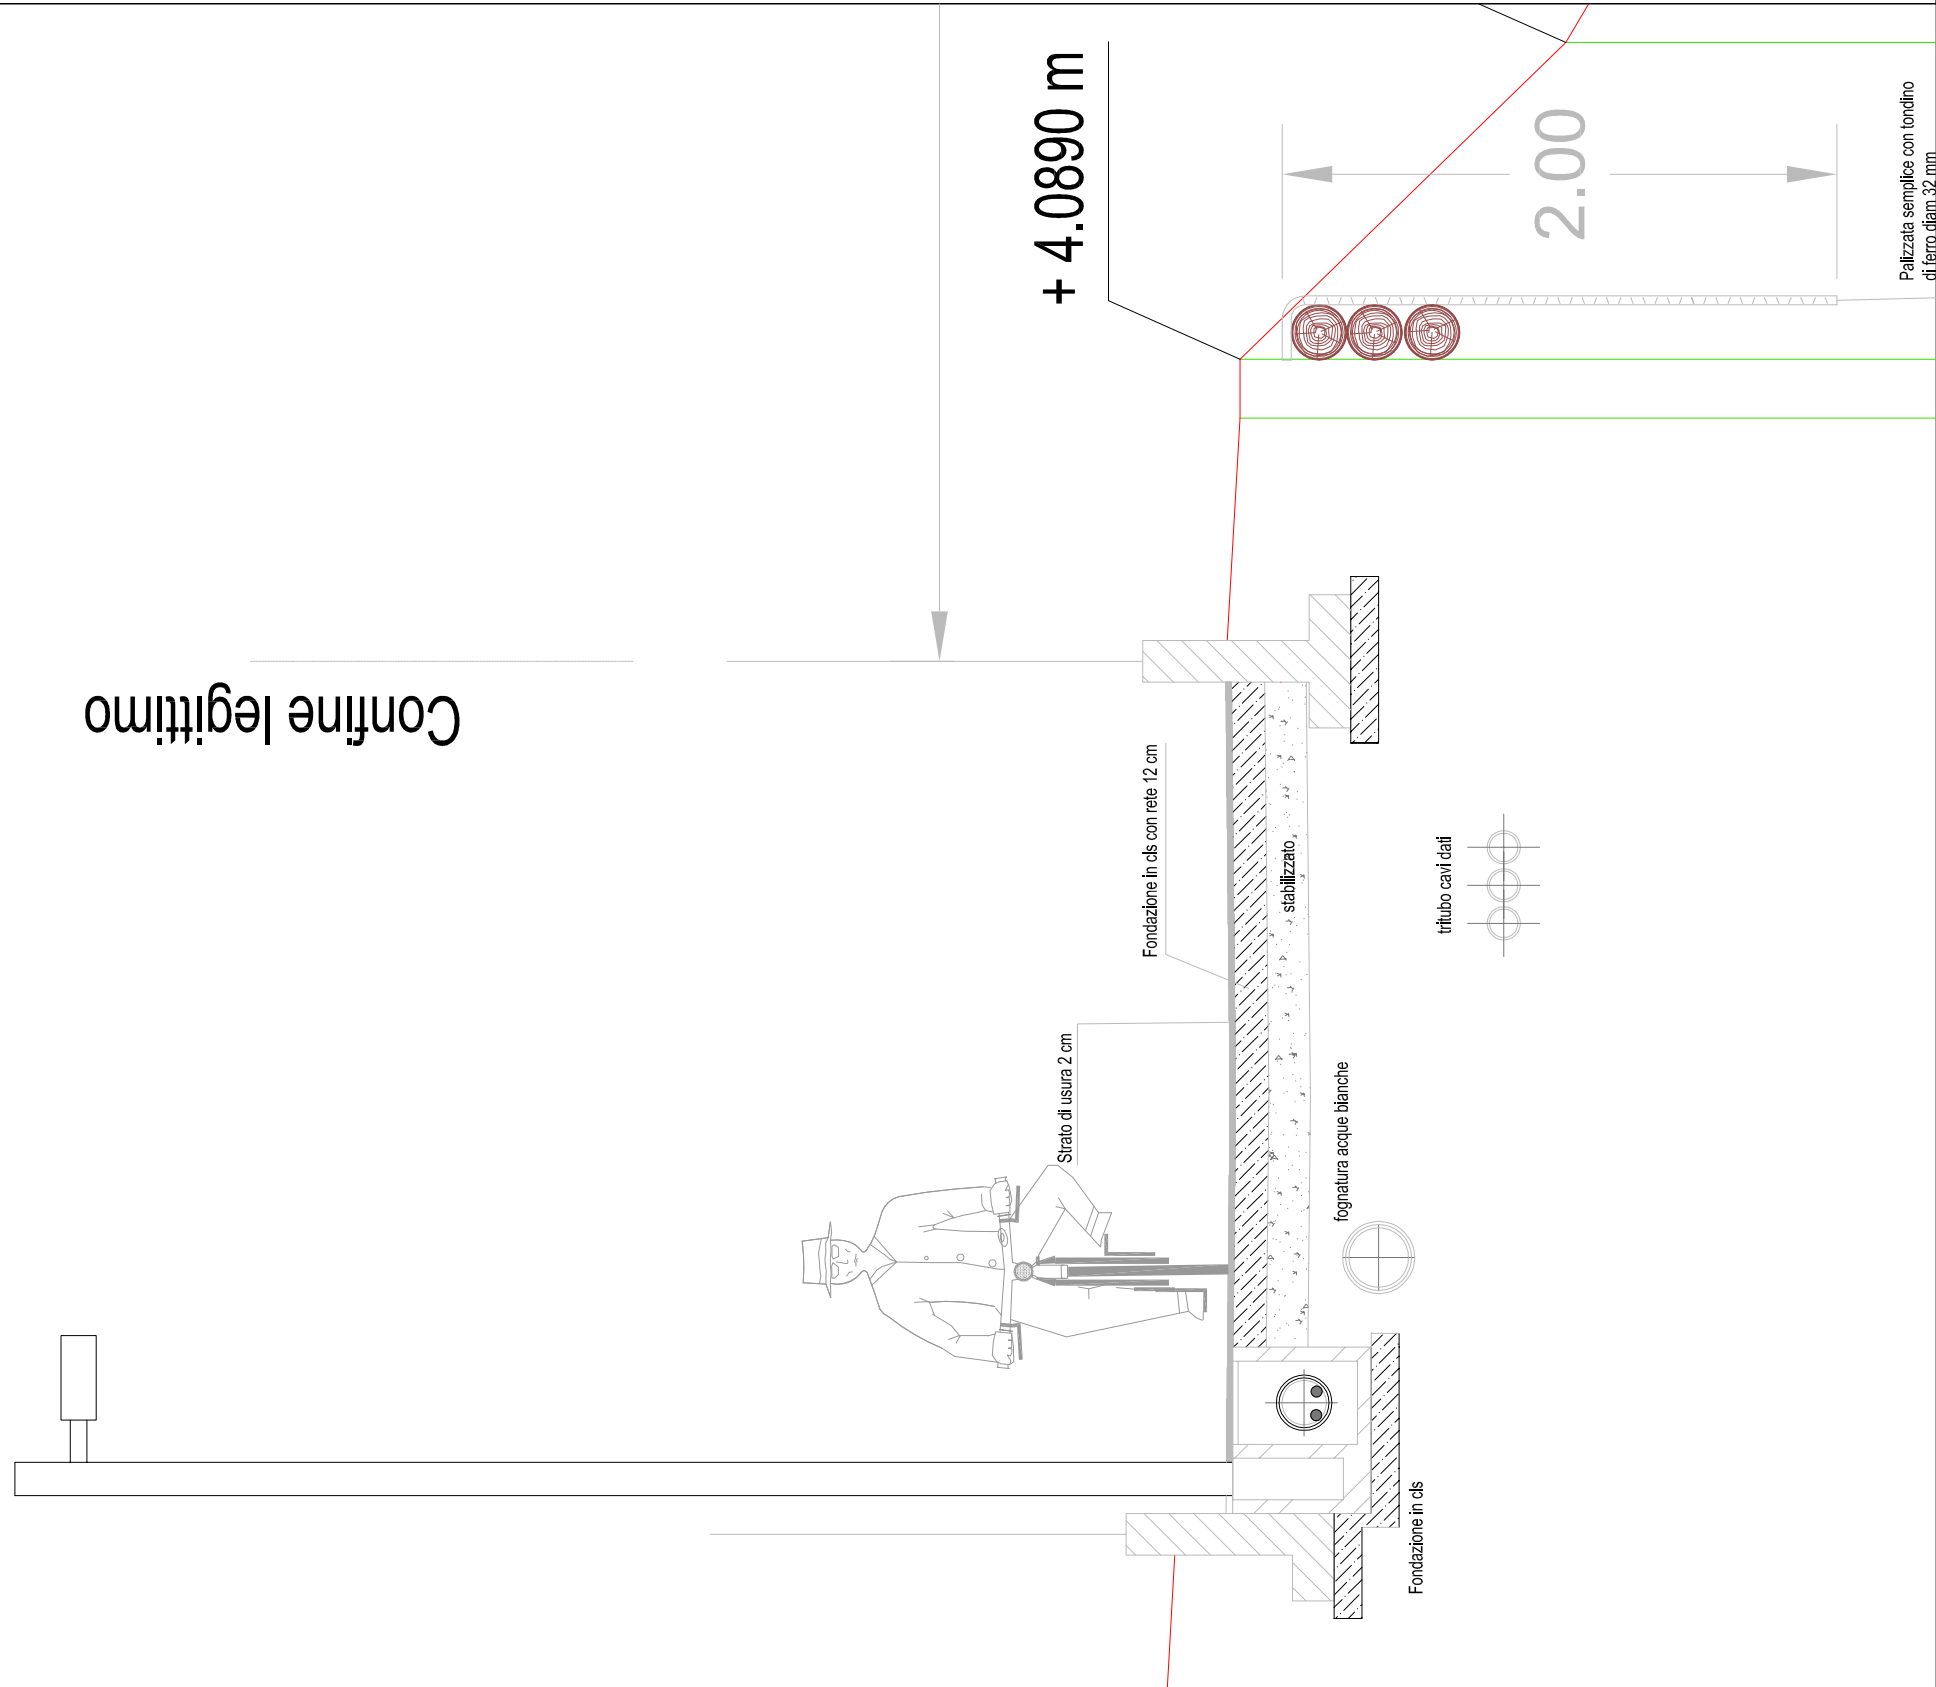 Confine legittimo
+ 4.0890 m
2.00
Palizzata semplice con tondino
di ferro diam 32 mm
Fondazione in cls con rete 12 cm
stabilizzato
tritubo cavi dati
Strato di usura 2 cm
fognatura acque bianche
Fondazione in cls